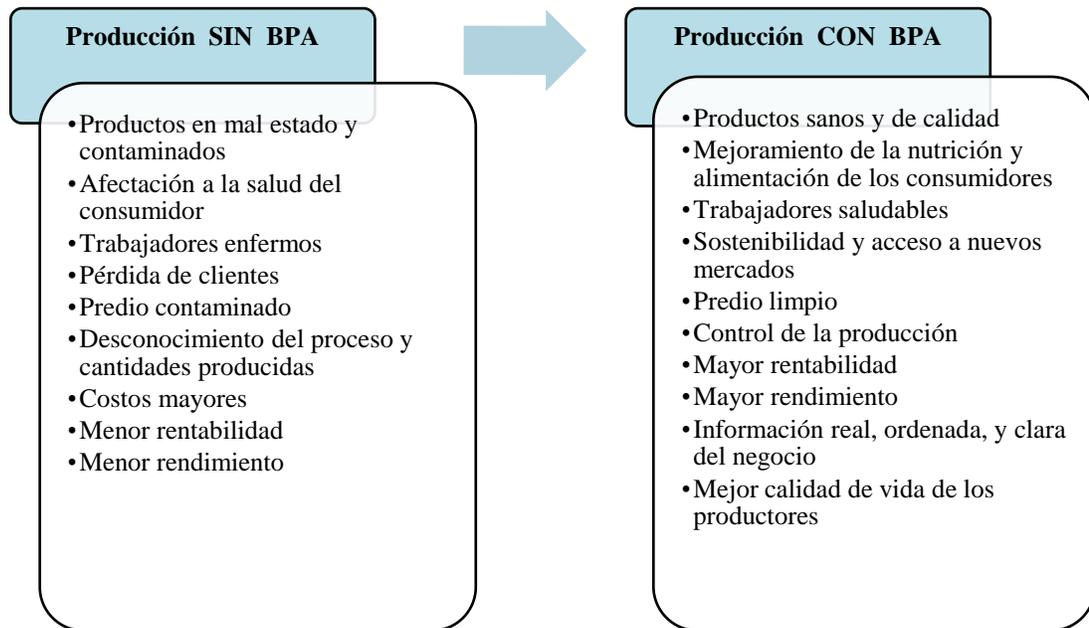 Producción SIN BPA
•Productos en mal estado y
contaminados
•Afectación a la salud del
consumidor
•Trabajadores enfermos
•Pérdida de clientes
•Predio contaminado
•Desconocimiento del proceso y
cantidades producidas
•Costos mayores
•Menor rentabilidad
•Menor rendimiento
Producción CON BPA
•Productos sanos y de calidad
•Mejoramiento de la nutrición y
alimentación de los consumidores
•Trabajadores saludables
•Sostenibilidad y acceso a nuevos
mercados
•Predio limpio
•Control de la producción
•Mayor rentabilidad
•Mayor rendimiento
•Información real, ordenada, y clara
del negocio
•Mejor calidad de vida de los
productores